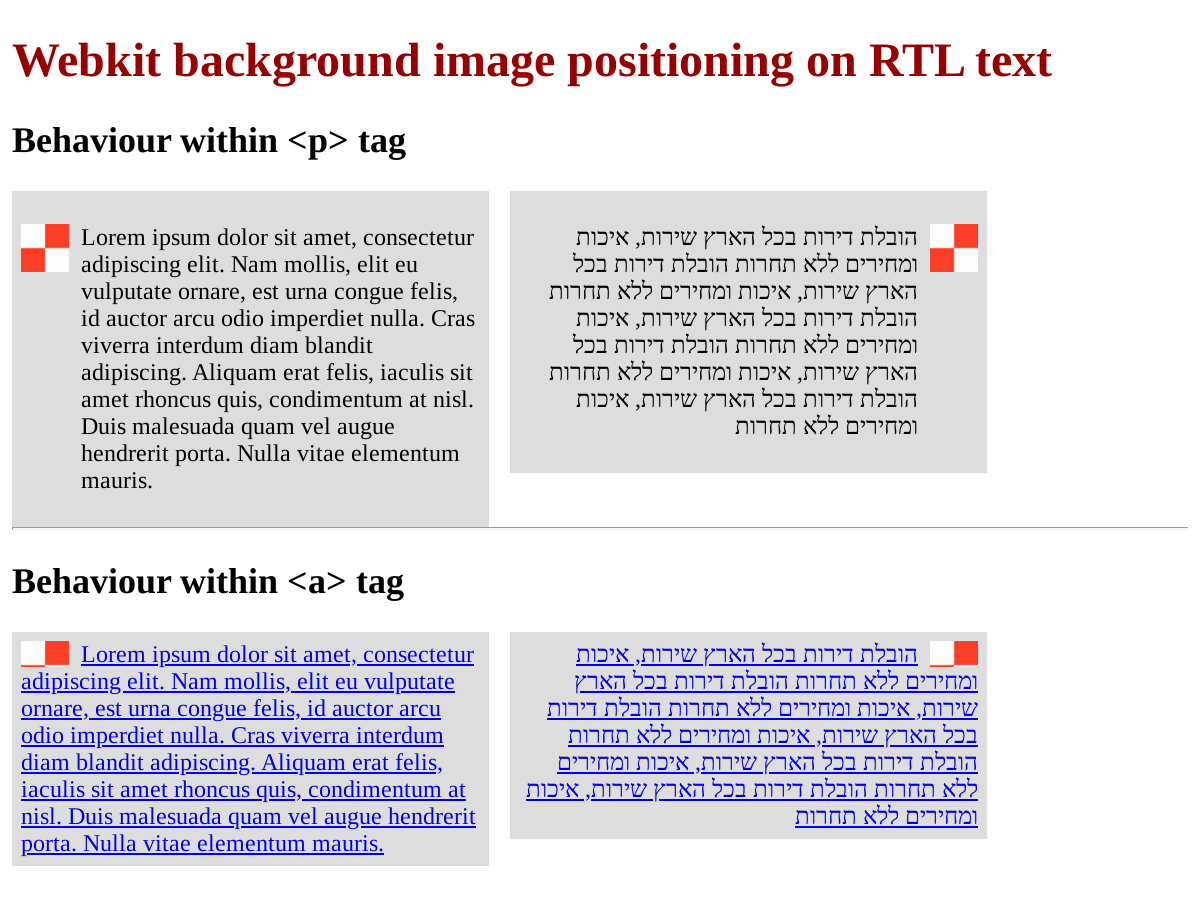 Webkit background image positioning on RTL text
Behaviour within <p> tag
Lorem ipsum dolor sit amet, consectetur
adipiscing elit. Nam mollis, elit eu
vulputate ornare, est urna congue felis,
id auctor arcu odio imperdiet nulla. Cras
viverra interdum diam blandit
adipiscing. Aliquam erat felis, iaculis sit
amet rhoncus quis, condimentum at nisl.
Duis malesuada quam vel augue
hendrerit porta. Nulla vitae elementum
mauris.
הובלת דירות בכל הארץ שירות, איכות
ומחירים ללא תחרות הובלת דירות בכל
הארץ שירות, איכות ומחירים ללא תחרות
הובלת דירות בכל הארץ שירות, איכות
ומחירים ללא תחרות הובלת דירות בכל
הארץ שירות, איכות ומחירים ללא תחרות
הובלת דירות בכל הארץ שירות, איכות
ומחירים ללא תחרות
Behaviour within <a> tag
Lorem ipsum dolor sit amet, consectetur
adipiscing elit. Nam mollis, elit eu vulputate
ornare, est urna congue felis, id auctor arcu
odio imperdiet nulla. Cras viverra interdum
diam blandit adipiscing. Aliquam erat felis,
iaculis sit amet rhoncus quis, condimentum at
nisl. Duis malesuada quam vel augue hendrerit
porta. Nulla vitae elementum mauris.
הובלת דירות בכל הארץ שירות, איכות
ומחירים ללא תחרות הובלת דירות בכל הארץ
שירות, איכות ומחירים ללא תחרות הובלת דירות
בכל הארץ שירות, איכות ומחירים ללא תחרות
הובלת דירות בכל הארץ שירות, איכות ומחירים
ללא תחרות הובלת דירות בכל הארץ שירות, איכות
ומחירים ללא תחרות